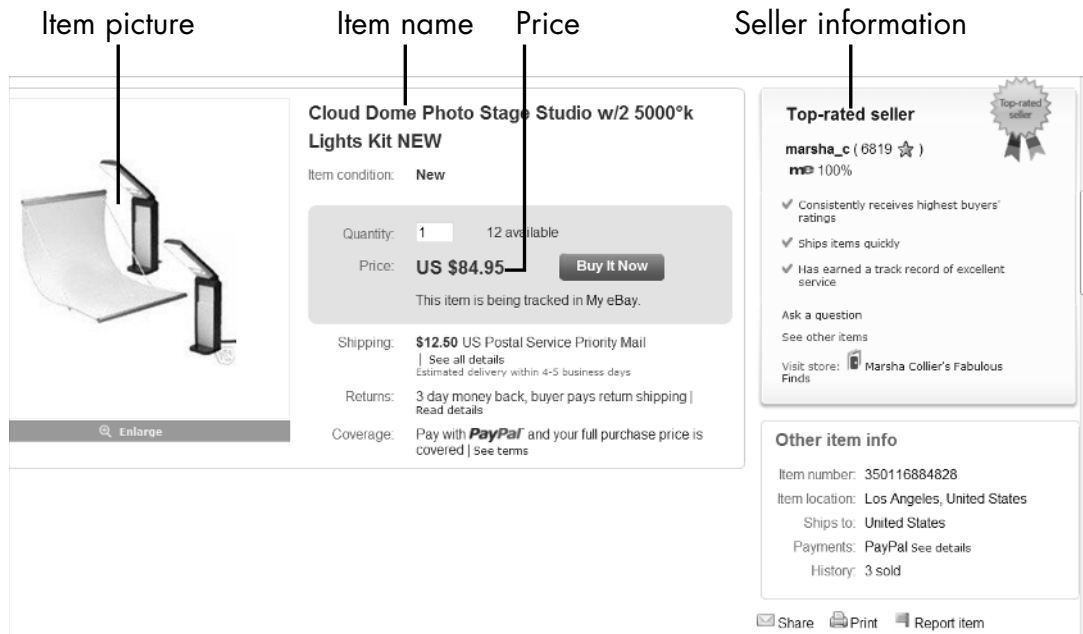 Item picture
Item name
Price
Seller information
Cloud Dome Photo Stage Studio w/2 5000°k
Lights Kit NEW
Item condition: New
Quantity: 1 12 available
Price: US $84.95 Buy It Now
This item is being tracked in My eBay.
Shipping: $12.50 US Postal Service Priority Mail
| See all details
Estimated delivery within 4-5 business days
Returns: 3 day money back, buyer pays return shipping |
Read details
Coverage: Pay with PayPal and your full purchase price is
covered | See terms
Enlarge
Top-rated seller
Top-rated
seller
marsha_c ( 6819 )
me 100%
Consistently receives highest buyers'
ratings
Ships items quickly
Has earned a track record of excellent
service
Ask a question
See other items
Visit store: Marsha Collier's Fabulous
Finds
Other item info
Item number: 350116884828
Item location: Los Angeles, United States
Ships to: United States
Payments: PayPal See details
History: 3 sold
Share Print Report item